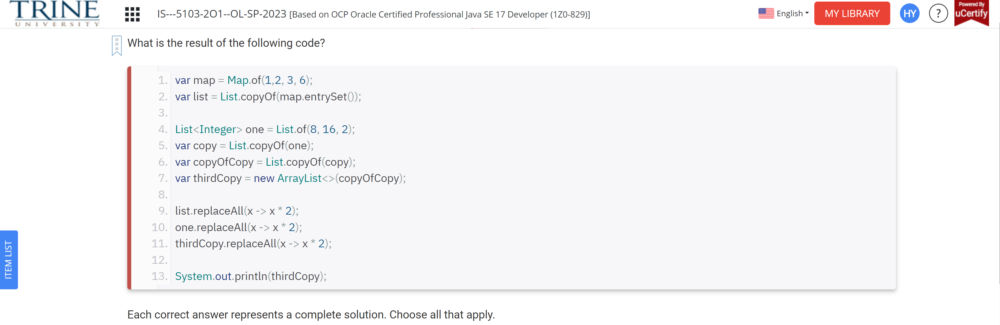 TRINE
UNIVERSITY
IS---5103-2O1--OL-SP-2023 [Based on OCP Oracle Certified Professional Java SE 17 Developer (1Z0-829)]
English
MY LIBRARY
HY
?
Powered By
uCertify
What is the result of the following code?
1. var map = Map.of(1,2, 3, 6);
2. var list = List.copyOf(map.entrySet());
3.
4. List<Integer> one = List.of(8, 16, 2);
5. var copy = List.copyOf(one);
6. var copyOfCopy = List.copyOf(copy);
7. var thirdCopy = new ArrayList<>(copyOfCopy);
8.
9. list.replaceAll(x -> x * 2);
10. one.replaceAll(x -> x * 2);
11. thirdCopy.replaceAll(x -> x * 2);
12.
13. System.out.println(thirdCopy);
ITEM LIST
Each correct answer represents a complete solution. Choose all that apply.